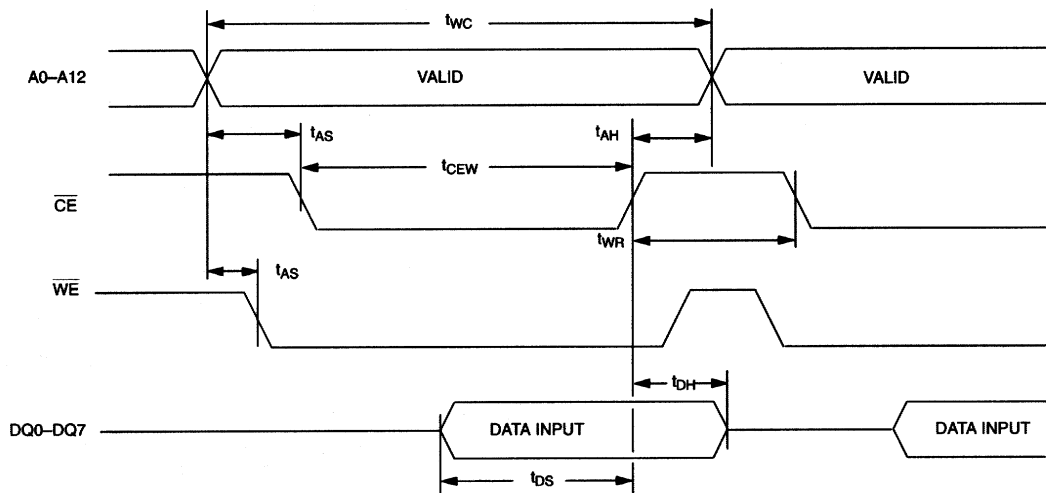 tWC
A0–A12
VALID
VALID
tAS
tAH
tCEW
CE
tWR
tAS
WE
tDH
DQ0–DQ7
DATA INPUT
DATA INPUT
tDS